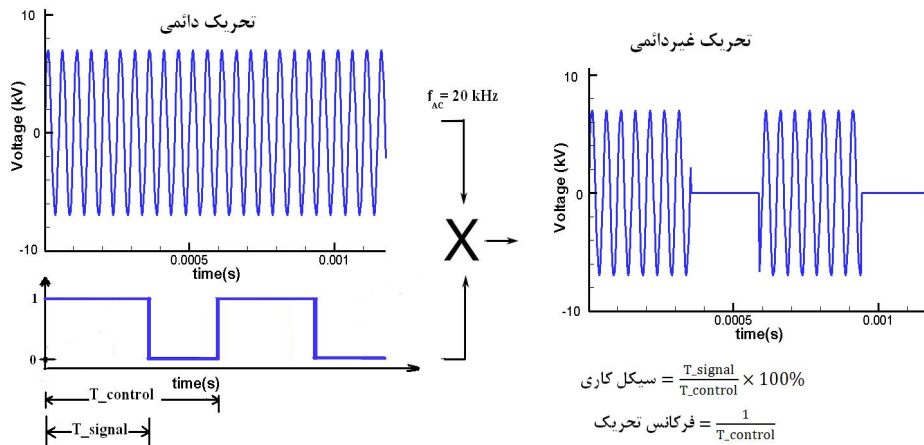 تحریک دائمی
10
0
-10
Voltage (kV)
0.0005
0.001
time(s)
f_AC = 20 kHz
X
1
0
time(s)
T_control
T_signal
تحریک غیردائمی
10
0
-10
Voltage (kV)
0.0005
0.001
time(s)
سیکل کاری = T_signal / T_control × 100%
فرکانس تحریک = 1 / T_control